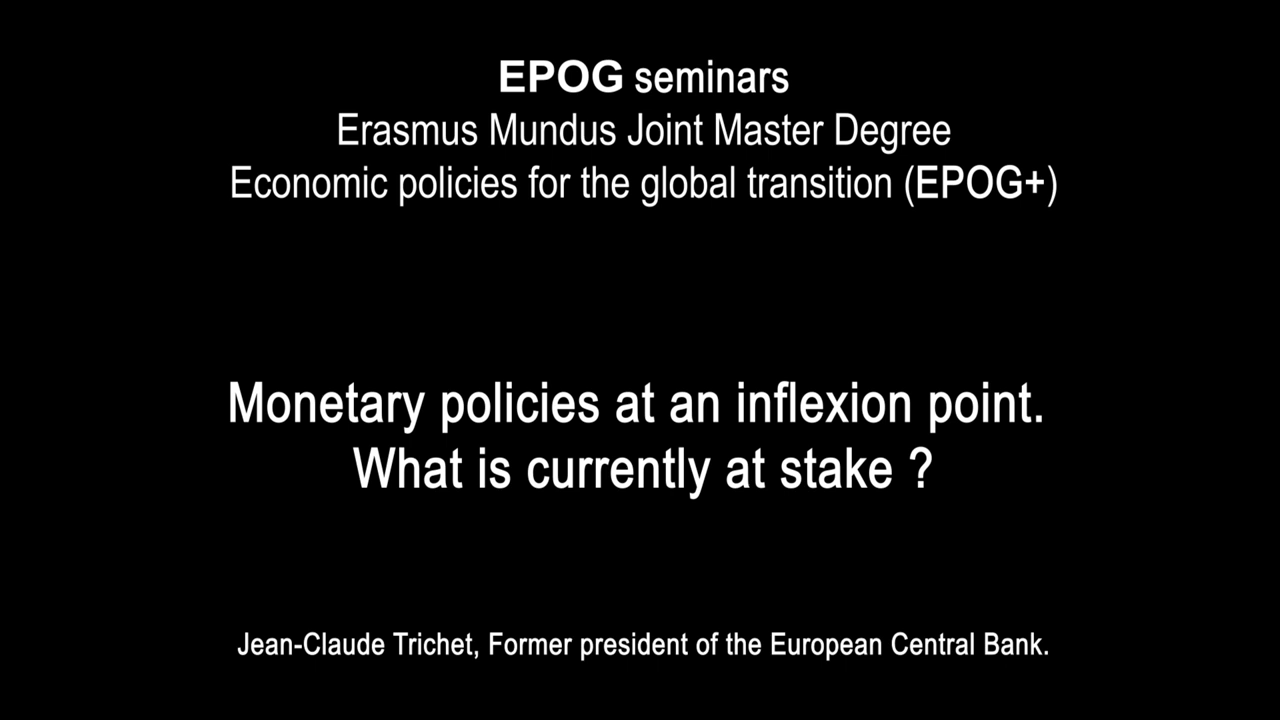 EPOG seminars
Erasmus Mundus Joint Master Degree
Economic policies for the global transition (EPOG+)
Monetary policies at an inflexion point.
What is currently at stake ?
Jean-Claude Trichet, Former president of the European Central Bank.